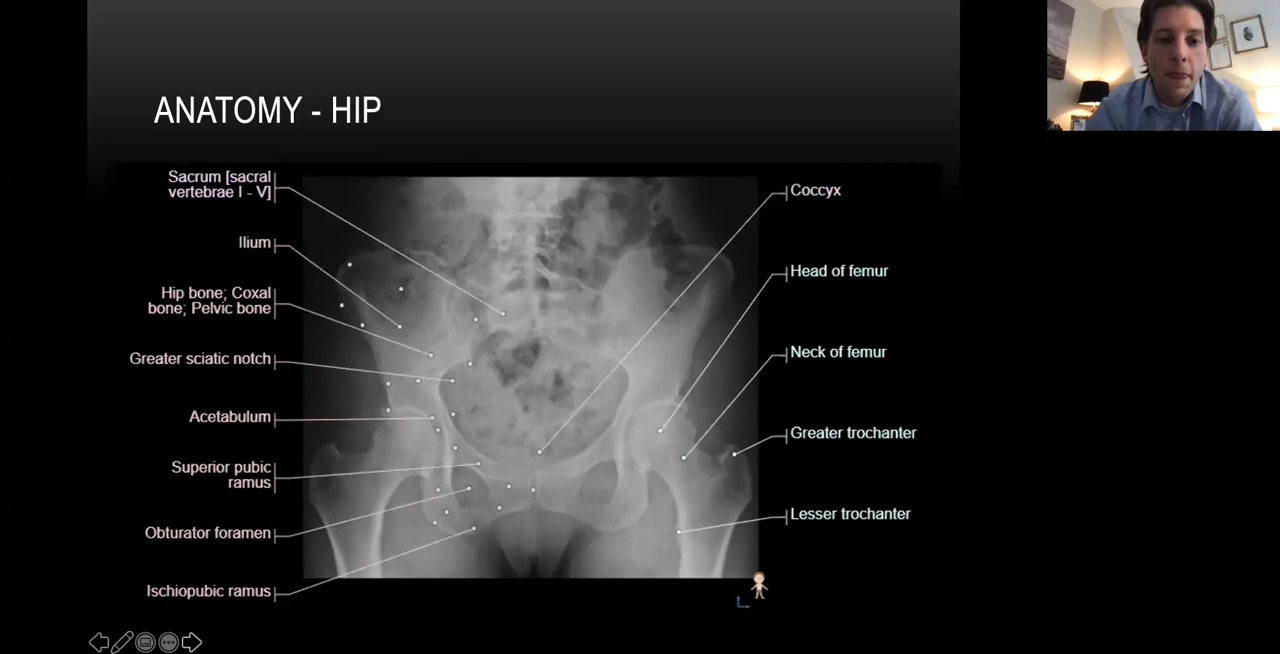 ANATOMY - HIP
Sacrum [sacral
vertebrae I - V]
Ilium
Hip bone; Coxal
bone; Pelvic bone
Greater sciatic notch
Acetabulum
Superior pubic
ramus
Obturator foramen
Ischiopubic ramus
Coccyx
Head of femur
Neck of femur
Greater trochanter
Lesser trochanter